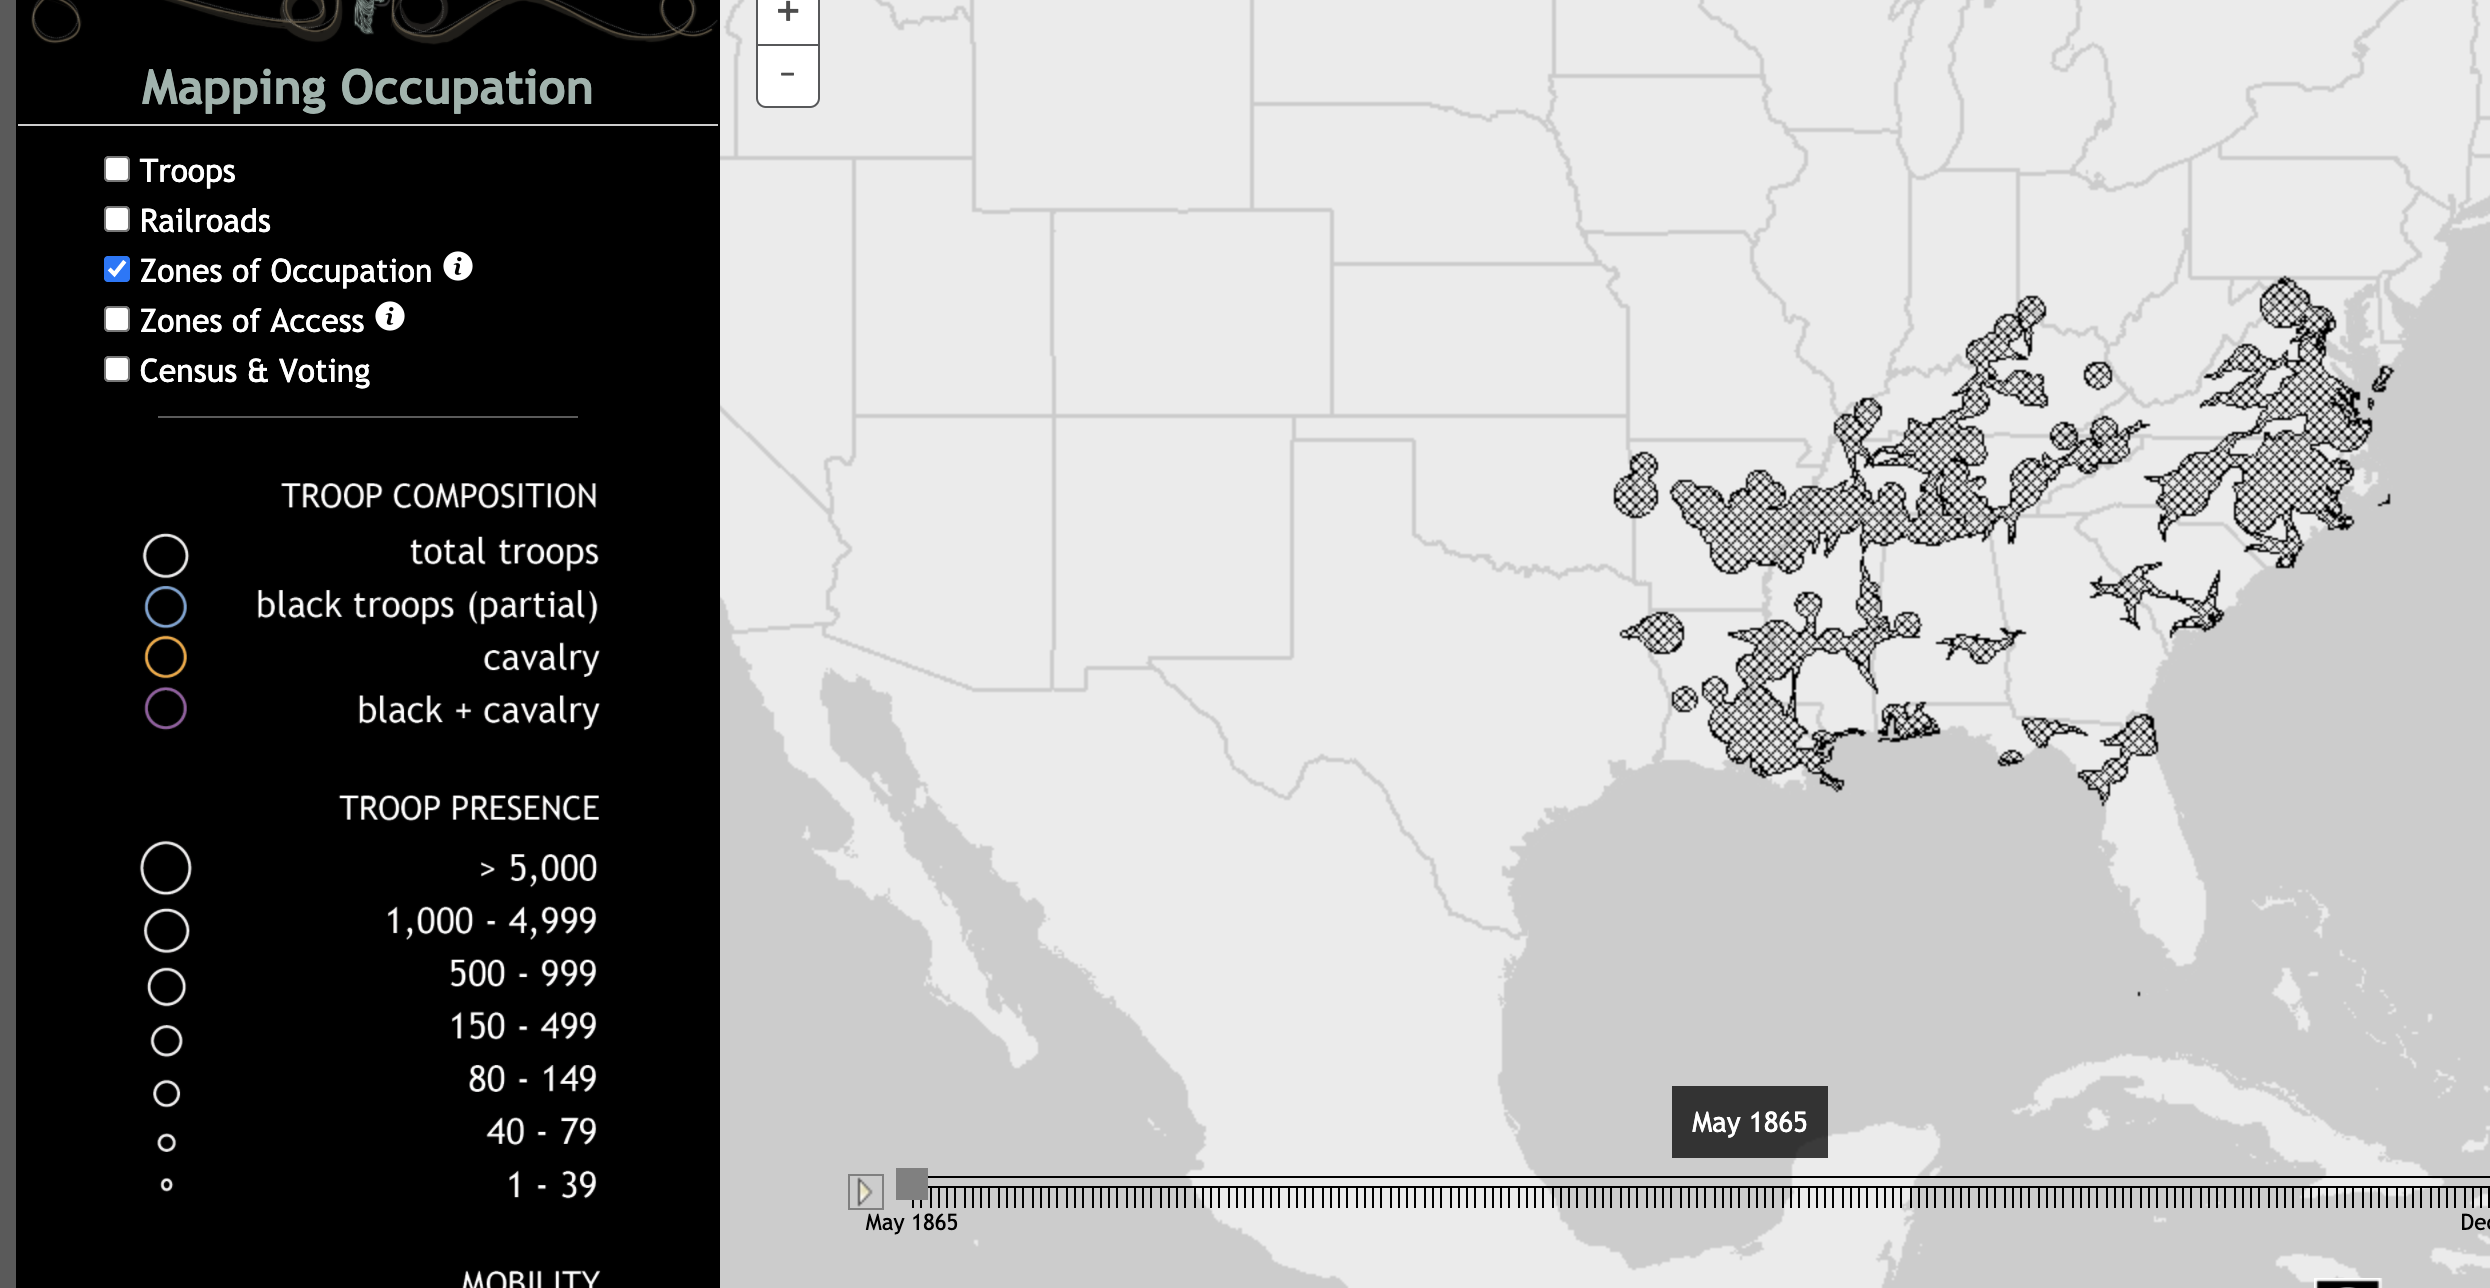 Mapping Occupation
Troops
Railroads
Zones of Occupation i
Zones of Access i
Census & Voting
TROOP COMPOSITION
total troops
black troops (partial)
cavalry
black + cavalry
TROOP PRESENCE
> 5,000
1,000 - 4,999
500 - 999
150 - 499
80 - 149
40 - 79
1 - 39
MOBILITY
+
-
May 1865
May 1865